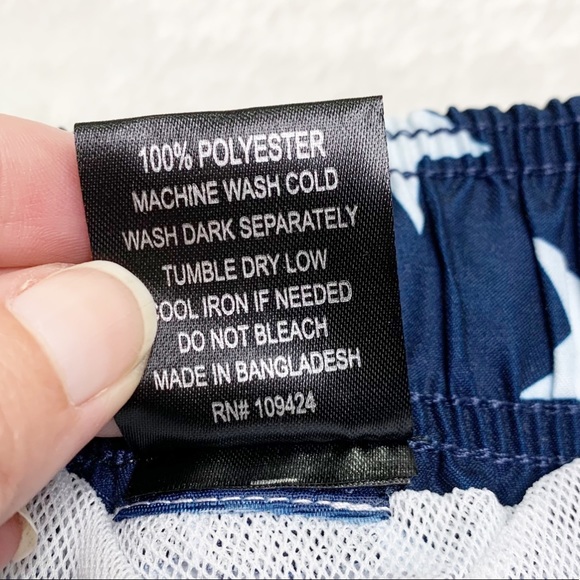 100% POLYESTER
MACHINE WASH COLD
WASH DARK SEPARATELY
TUMBLE DRY LOW
COOL IRON IF NEEDED
DO NOT BLEACH
MADE IN BANGLADESH
RN# 109424